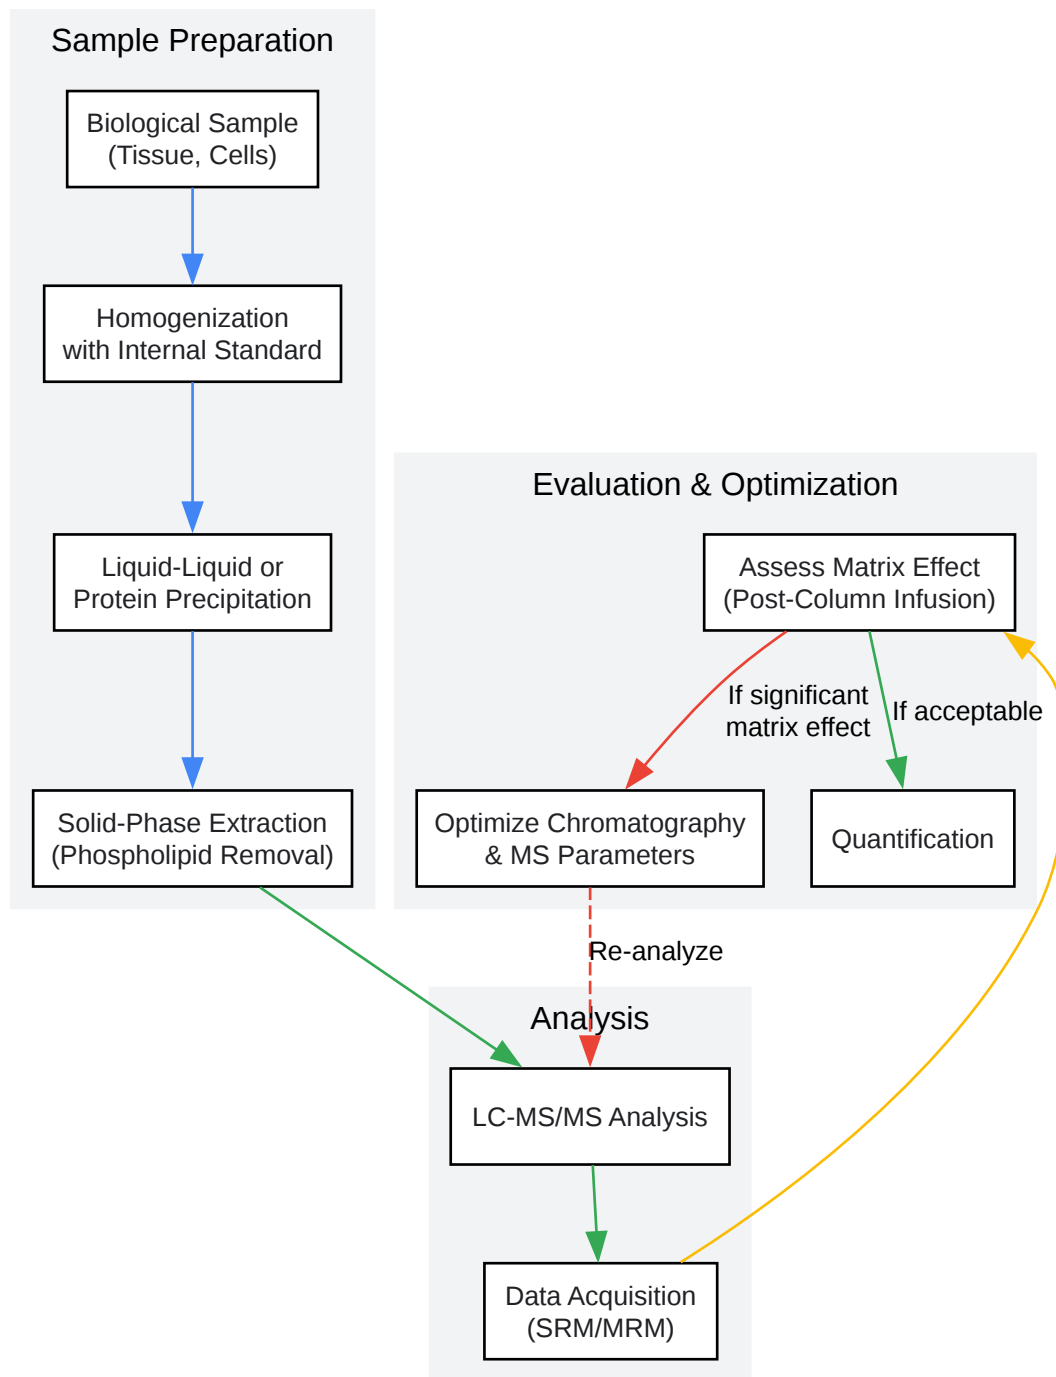 Sample Preparation
Biological Sample
(Tissue, Cells)
Homogenization
with Internal Standard
Liquid-Liquid or
Protein Precipitation
Solid-Phase Extraction
(Phospholipid Removal)
Evaluation & Optimization
Assess Matrix Effect
(Post-Column Infusion)
If significant
matrix effect
If acceptable
Optimize Chromatography
& MS Parameters
Quantification
Re-analyze
Analysis
LC-MS/MS Analysis
Data Acquisition
(SRM/MRM)